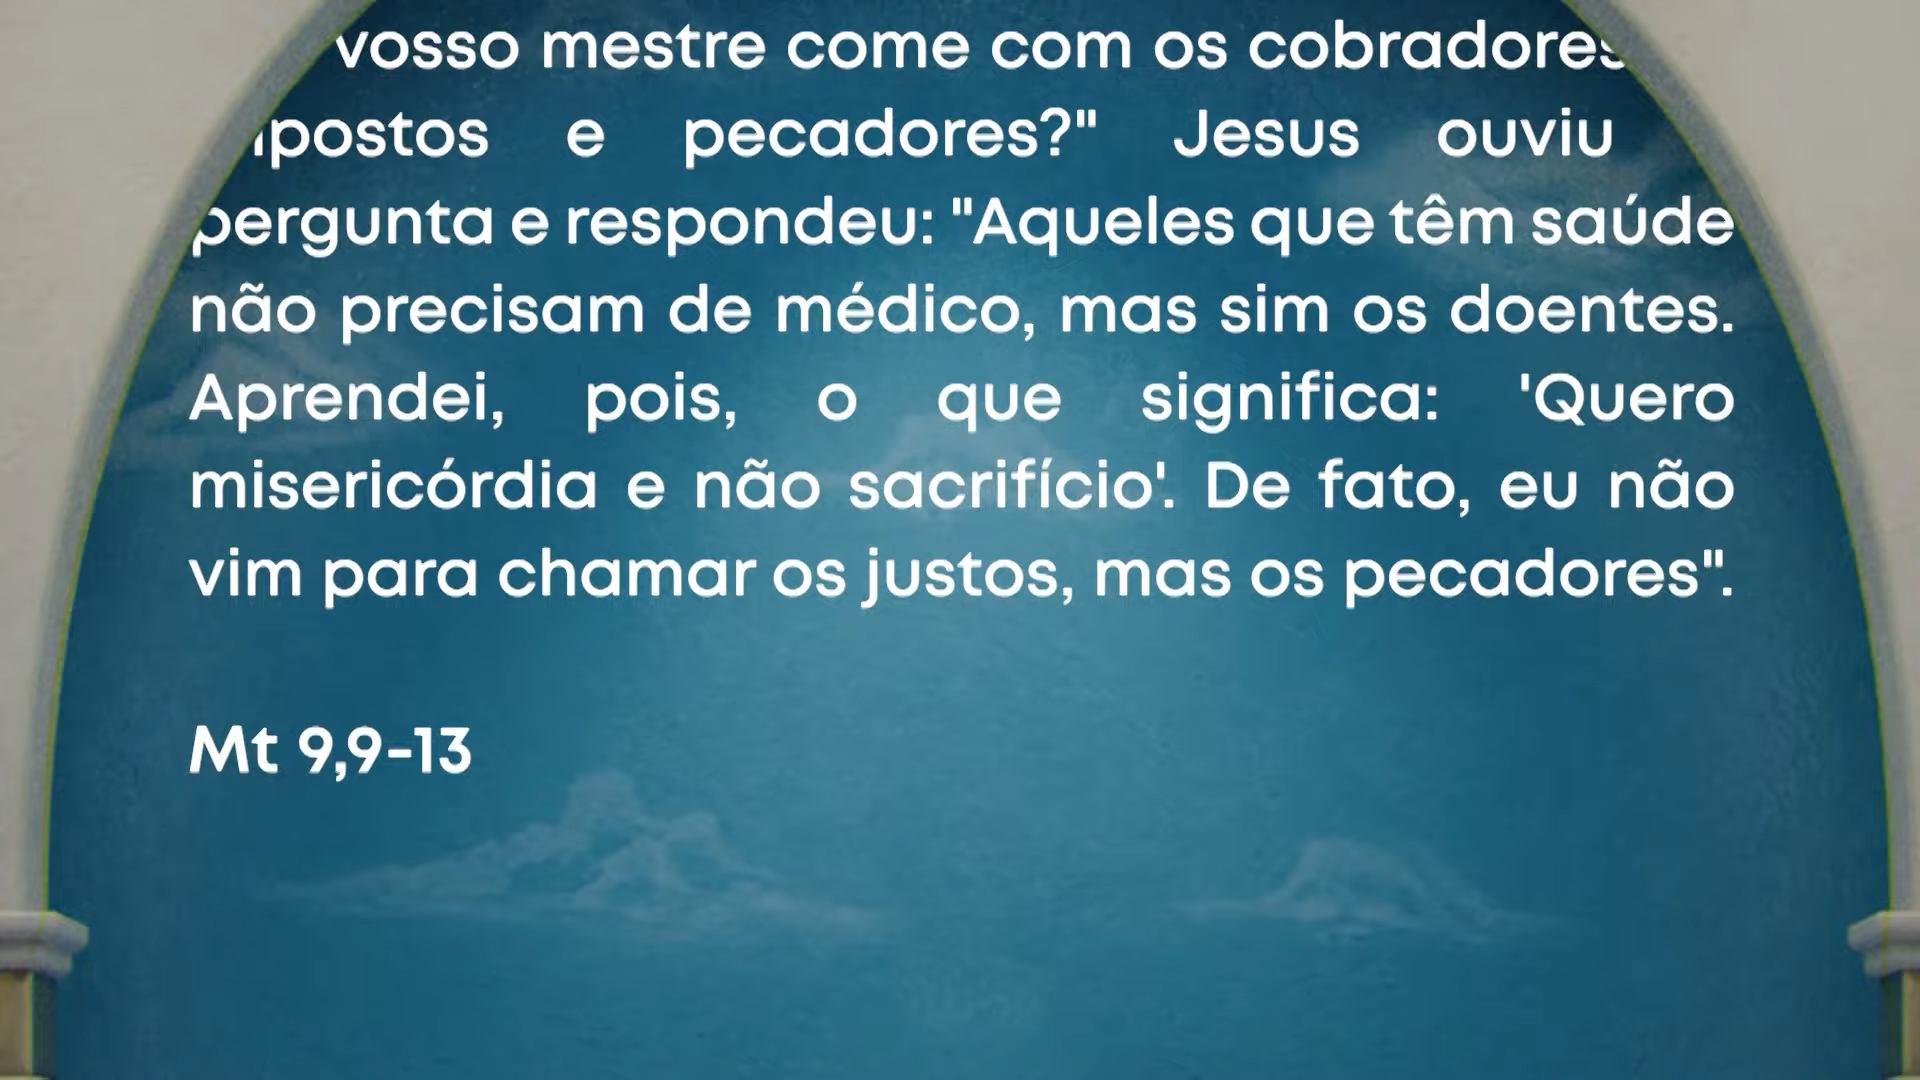 vosso mestre come com os cobradores
postos e pecadores?" Jesus ouviu
pergunta e respondeu: "Aqueles que têm saúde
não precisam de médico, mas sim os doentes.
Aprendei, pois, o que significa: 'Quero
misericórdia e não sacrifício'. De fato, eu não
vim para chamar os justos, mas os pecadores".
Mt 9,9-13